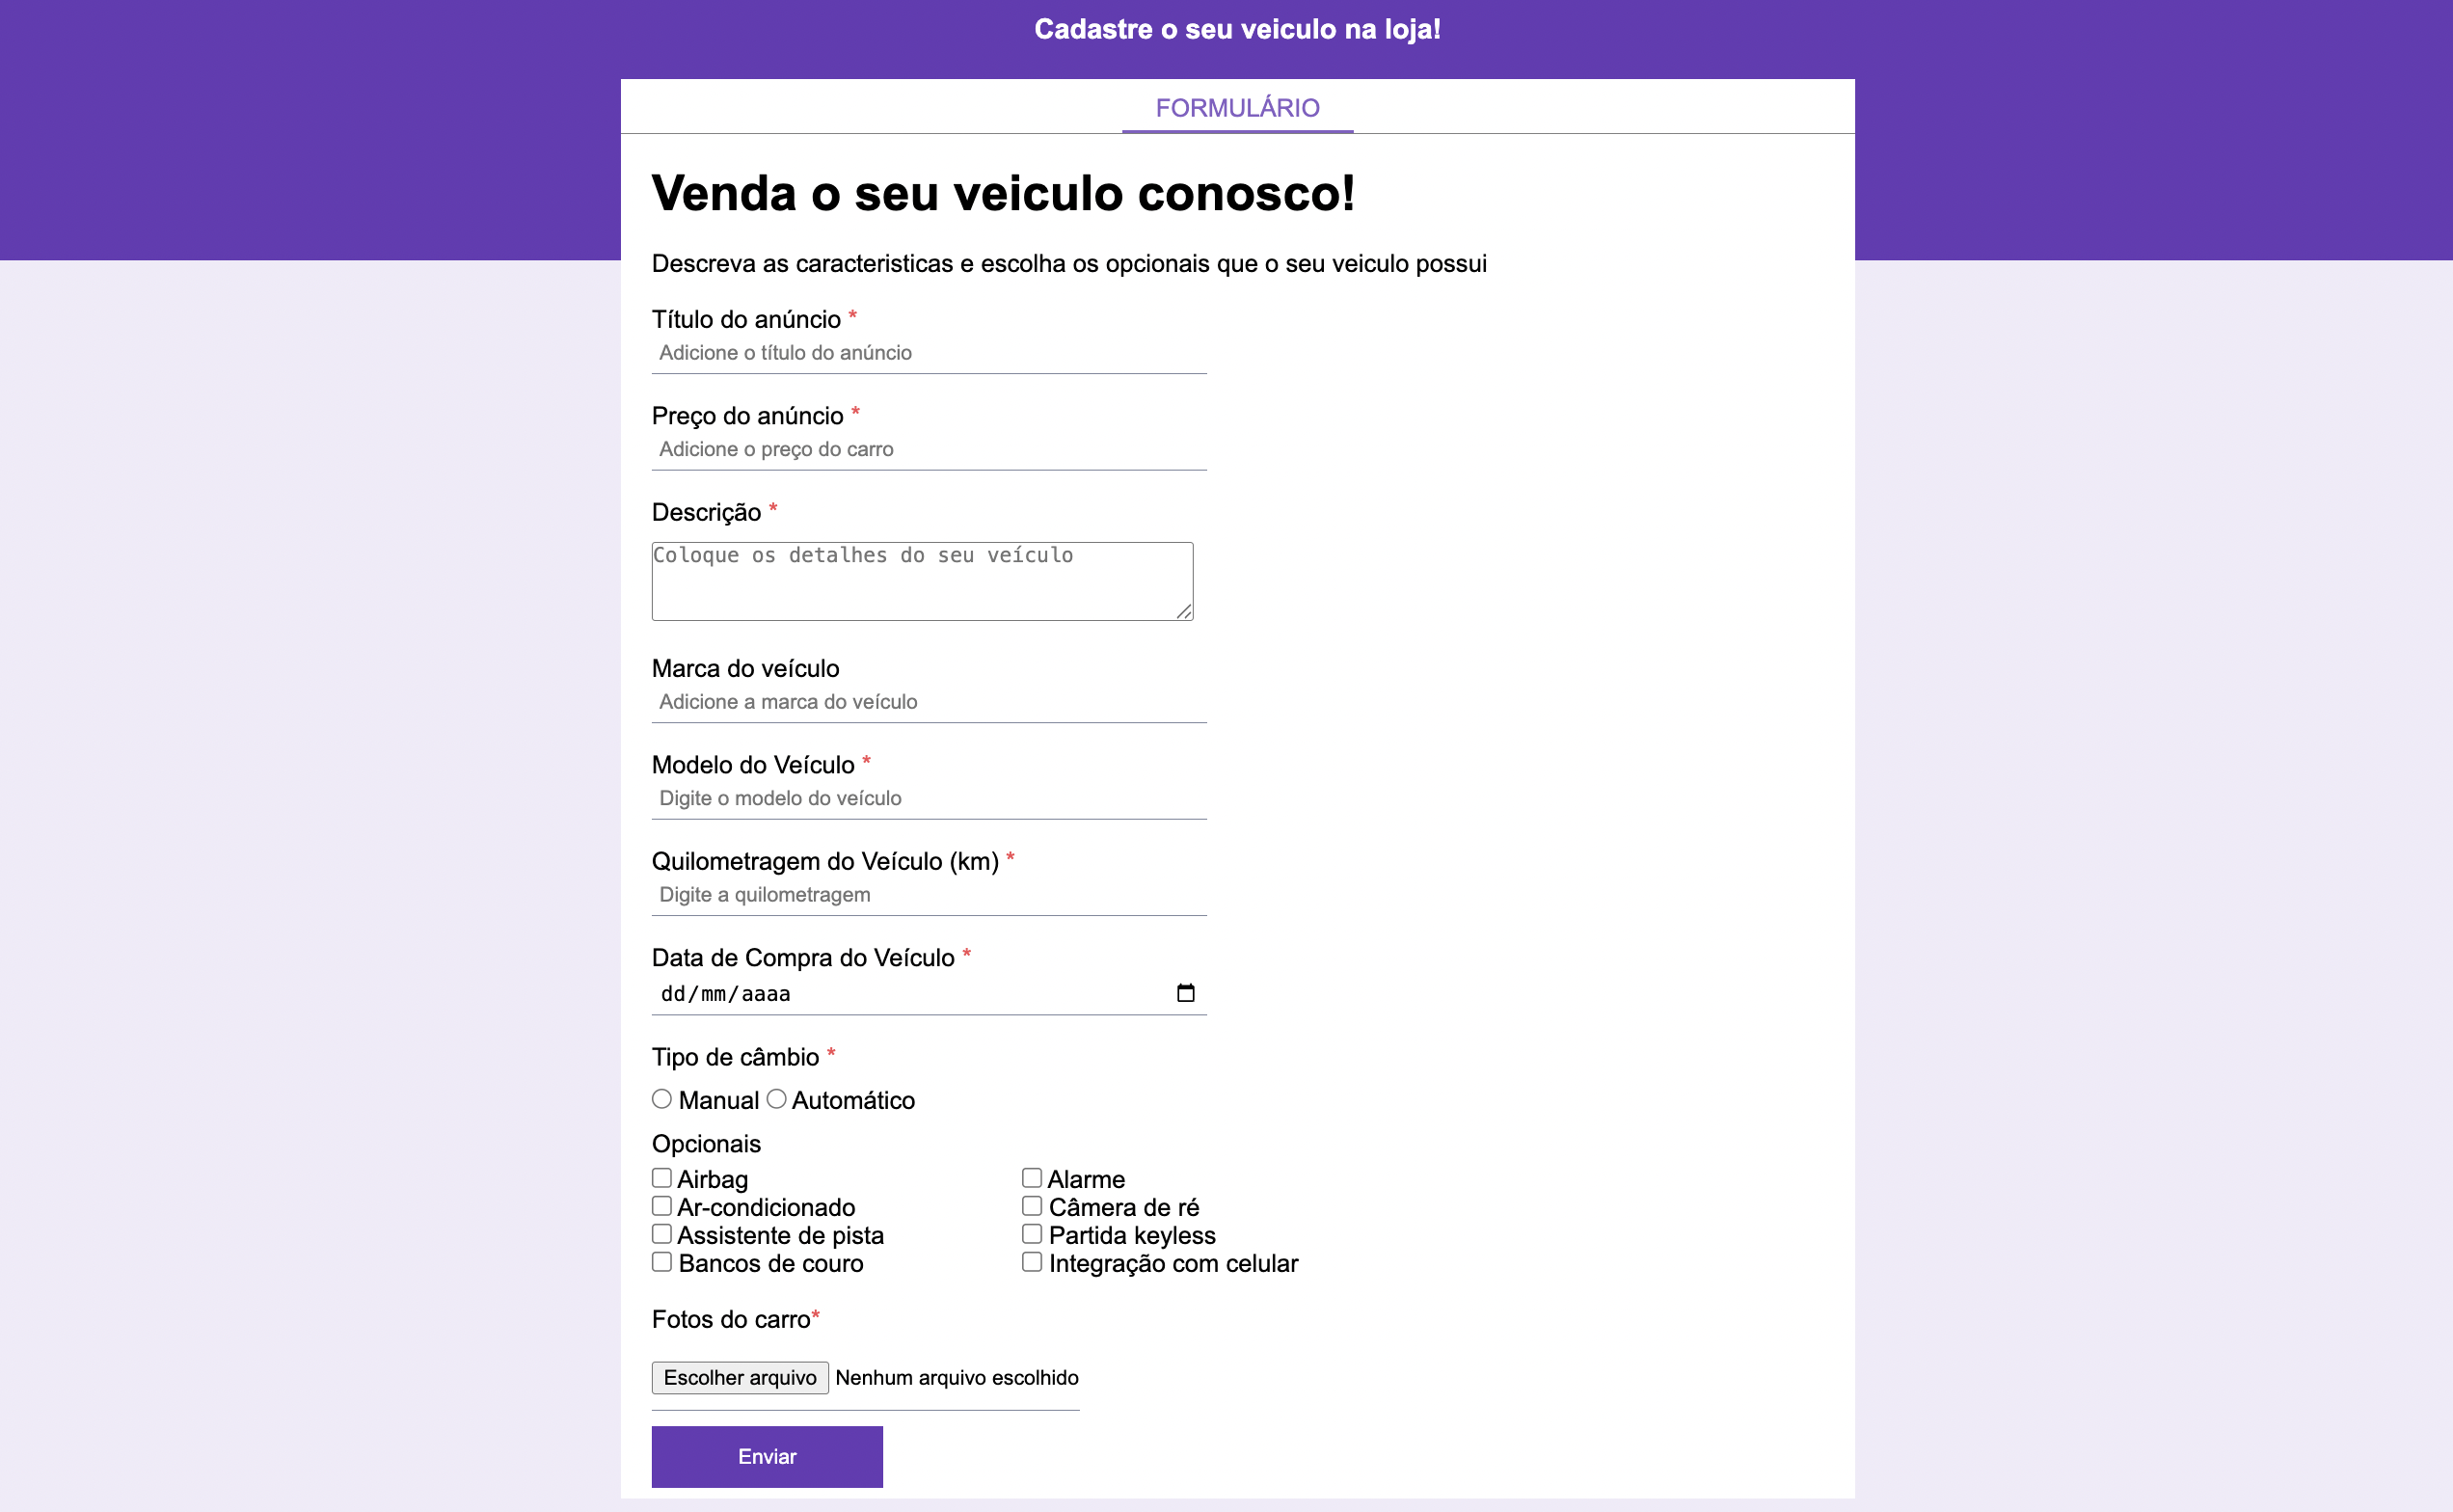 Cadastre o seu veiculo na loja!
FORMULÁRIO
Venda o seu veiculo conosco!
Descreva as caracteristicas e escolha os opcionais que o seu veiculo possui
Título do anúncio *
Adicione o título do anúncio
Preço do anúncio *
Adicione o preço do carro
Descrição *
Coloque os detalhes do seu veículo
Marca do veículo
Adicione a marca do veículo
Modelo do Veículo *
Digite o modelo do veículo
Quilometragem do Veículo (km) *
Digite a quilometragem
Data de Compra do Veículo *
dd/mm/aaaa
Tipo de câmbio *
Manual Automático
Opcionais
Airbag Alarme
Ar-condicionado Câmera de ré
Assistente de pista Partida keyless
Bancos de couro Integração com celular
Fotos do carro*
Escolher arquivo Nenhum arquivo escolhido
Enviar